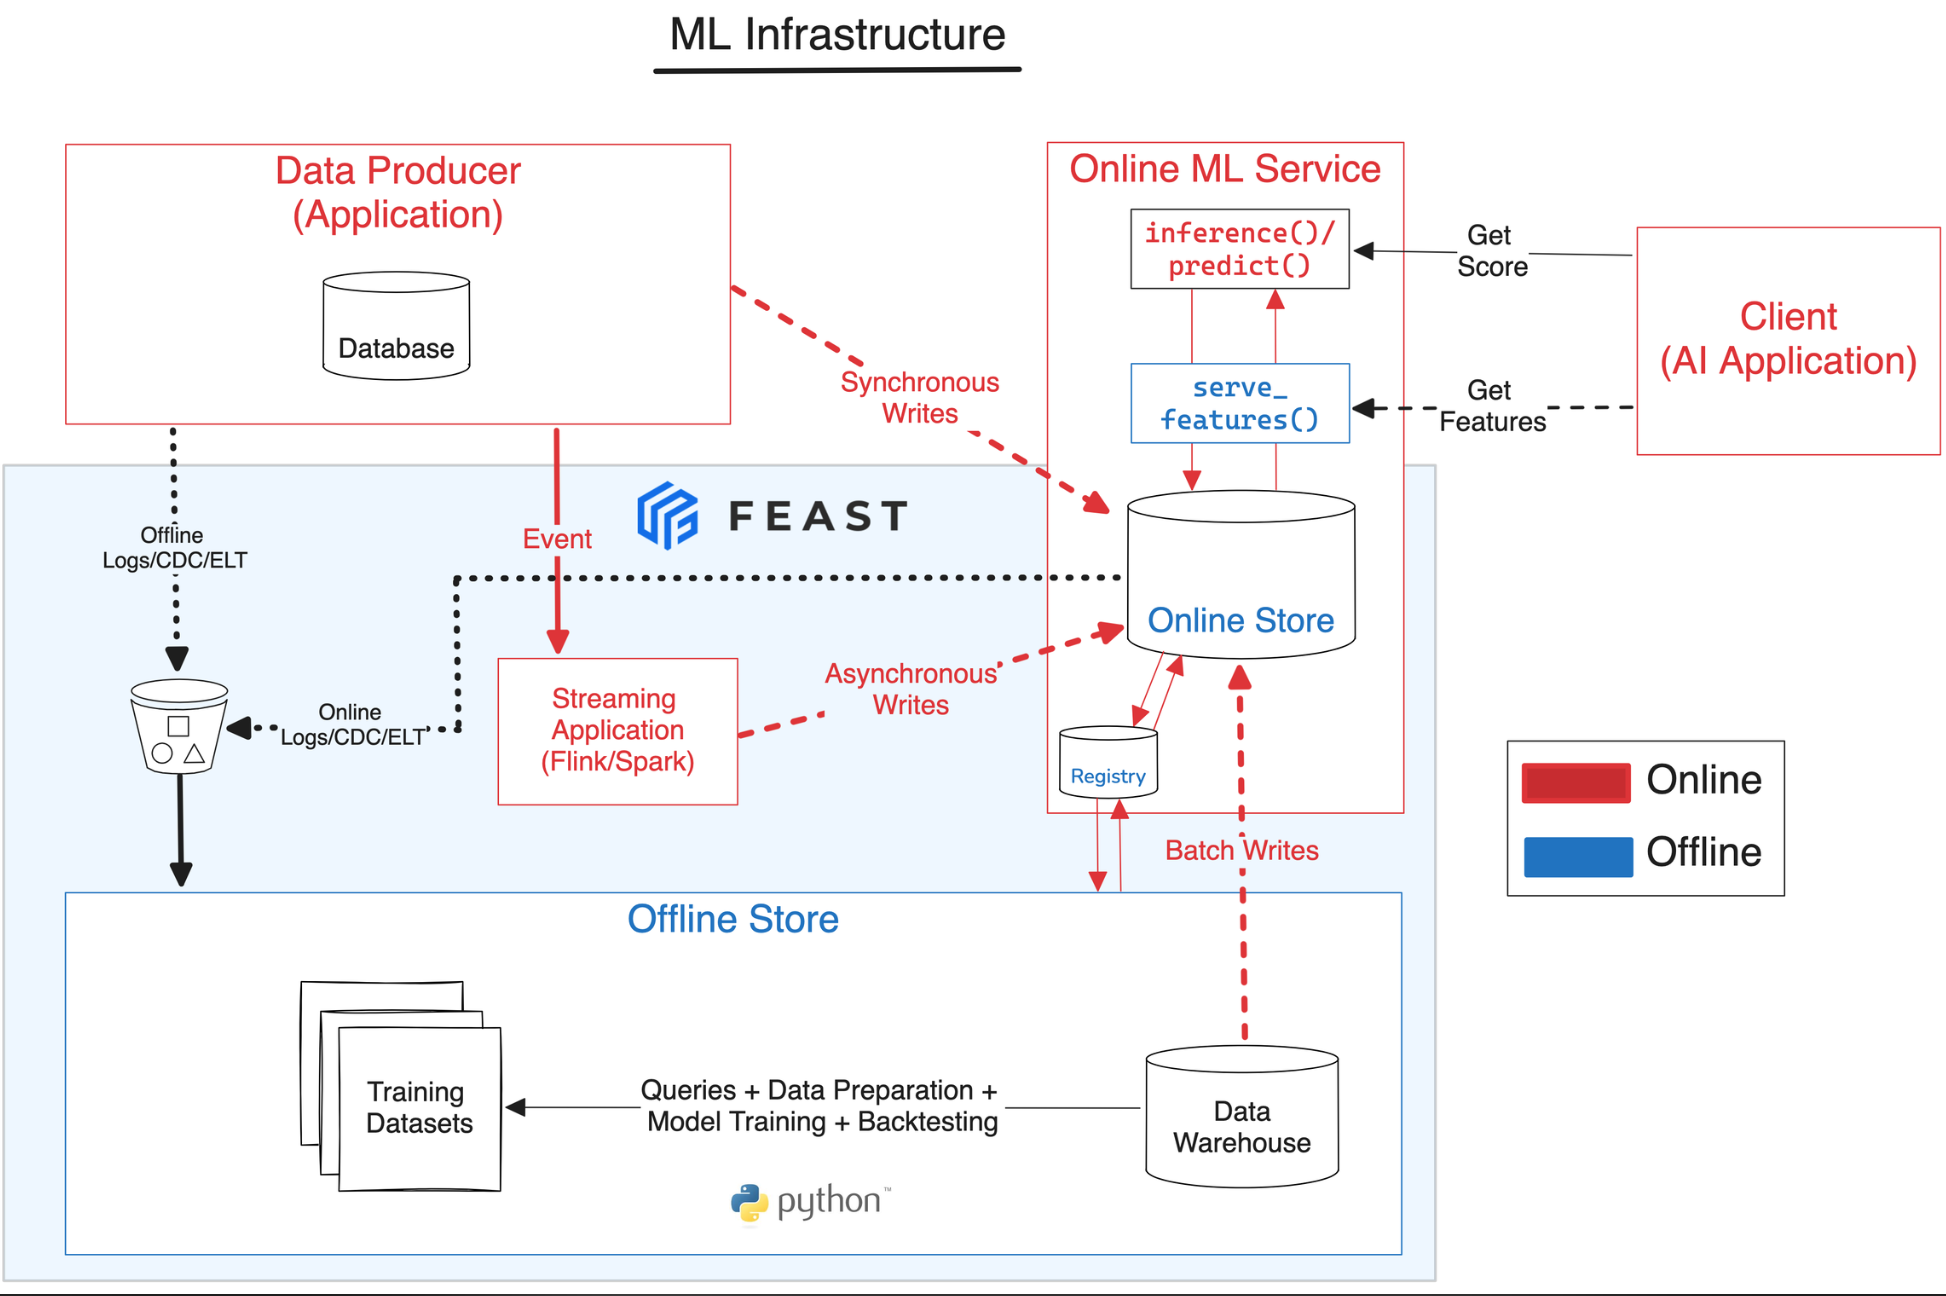 ML Infrastructure
Data Producer
(Application)
Database
Online ML Service
inference()/
predict()
Get
Score
Client
(AI Application)
serve_
features()
Get
Features
Synchronous
Writes
FEAST
Offline
Logs/CDC/ELT
Event
Online Store
Streaming
Application
(Flink/Spark)
Asynchronous
Writes
Online
Logs/CDC/ELT
Registry
Batch Writes
Online
Offline
Offline Store
Training
Datasets
Queries + Data Preparation +
Model Training + Backtesting
Data
Warehouse
python™